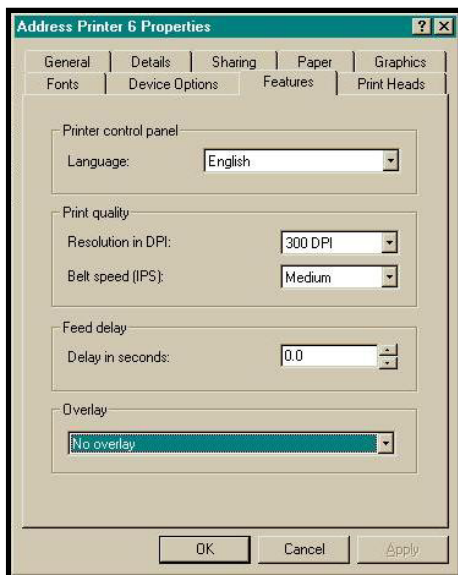 Address Printer 6 Properties
General Details Sharing Paper Graphics
Fonts Device Options Features Print Heads
Printer control panel
Language: English
Print quality
Resolution in DPI: 300 DPI
Belt speed (IPS): Medium
Feed delay
Delay in seconds: 0.0
Overlay
No overlay
OK Cancel Apply